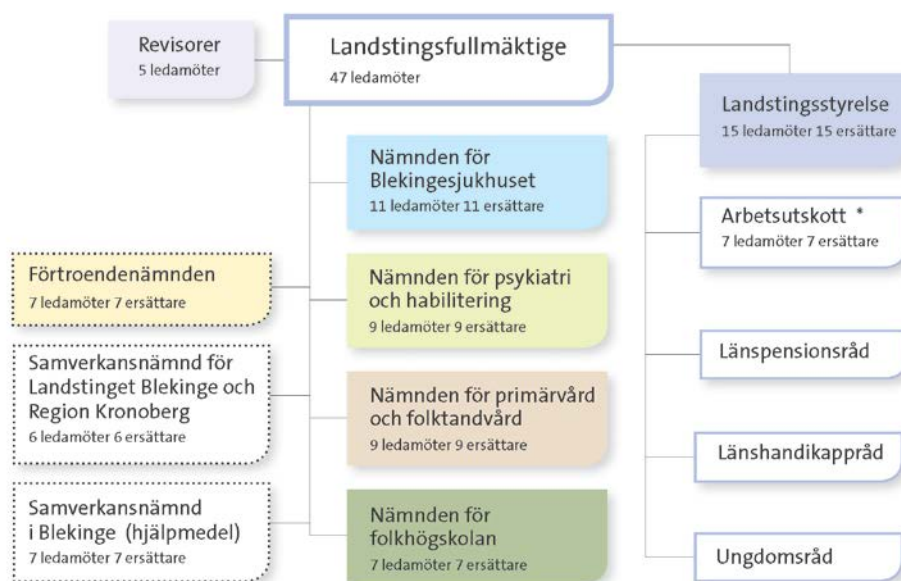 Revisorer
5 ledamöter
Landstingsfullmäktige
47 ledamöter
Landstingsstyrelse
15 ledamöter 15 ersättare
Nämnden för
Blekingesjukhuset
11 ledamöter 11 ersättare
Arbetsutskott *
7 ledamöter 7 ersättare
Förtroendenämnden
7 ledamöter 7 ersättare
Nämnden för psykiatri
och habilitering
9 ledamöter 9 ersättare
Länspensionsråd
Samverkansnämnd för
Landstinget Blekinge och
Region Kronoberg
6 ledamöter 6 ersättare
Nämnden för primärvård
och folktandvård
9 ledamöter 9 ersättare
Länshandikappråd
Samverkansnämnd
i Blekinge (hjälpmedel)
7 ledamöter 7 ersättare
Nämnden för
folkhögskolan
7 ledamöter 7 ersättare
Ungdomsråd